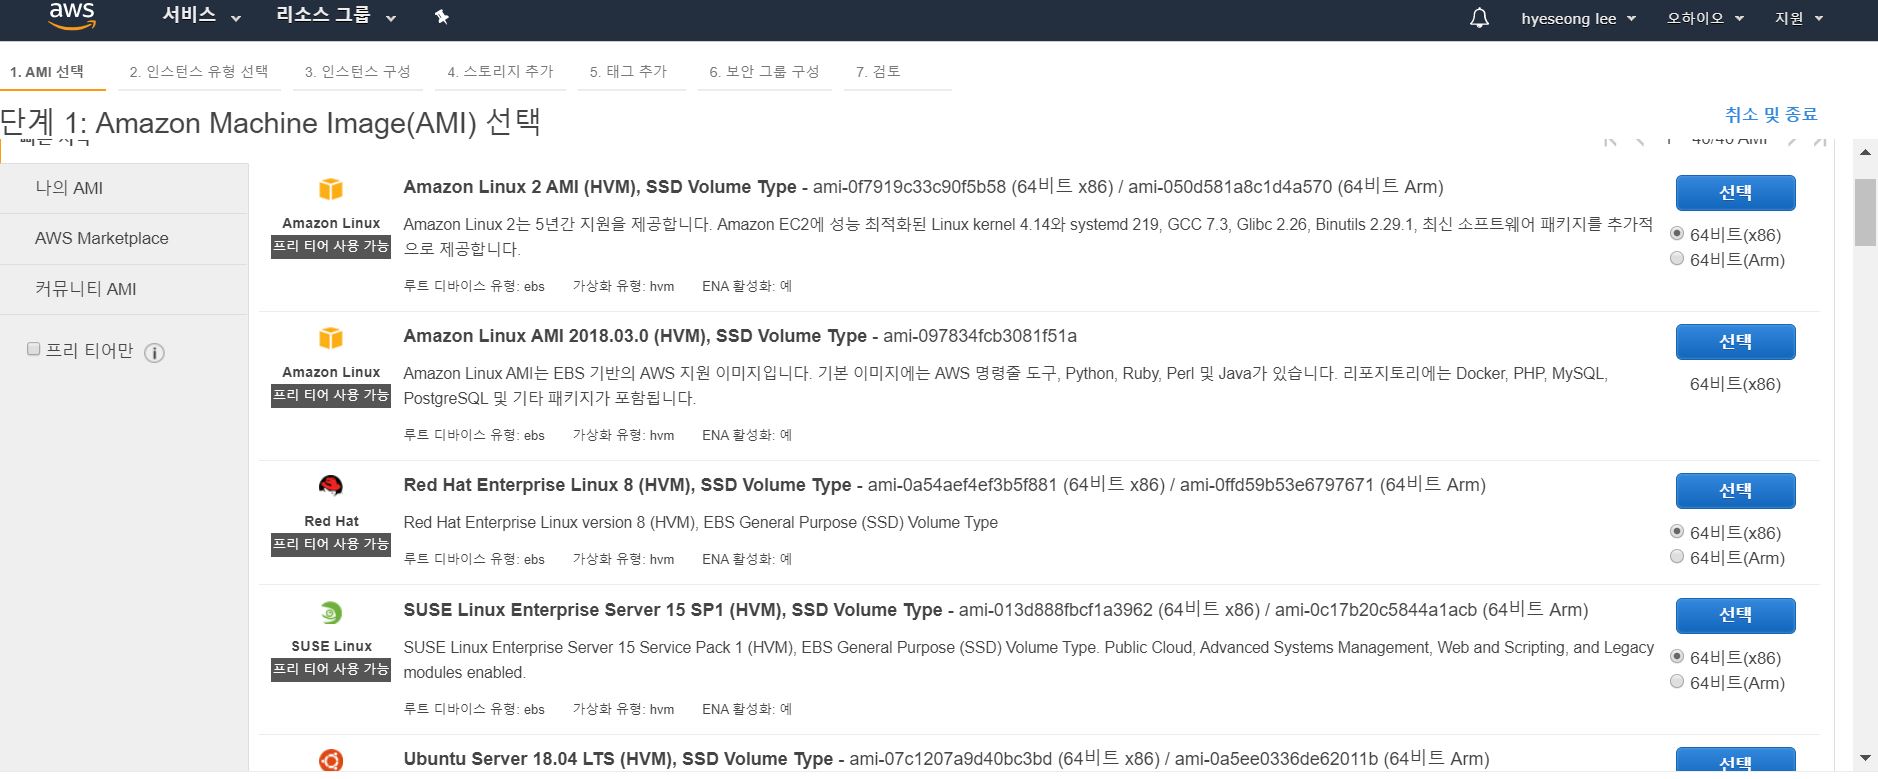 aws
서비스
리소스 그룹
hyeseong lee
오하이오
지원
1. AMI 선택
2. 인스턴스 유형 선택
3. 인스턴스 구성
4. 스토리지 추가
5. 태그 추가
6. 보안 그룹 구성
7. 검토
단계 1: Amazon Machine Image(AMI) 선택
취소 및 종료
나의 AMI
AWS Marketplace
커뮤니티 AMI
프리 티어만
Amazon Linux
프리 티어 사용 가능
Amazon Linux 2 AMI (HVM), SSD Volume Type - ami-0f7919c33c90f5b58 (64비트 x86) / ami-050d581a8c1d4a570 (64비트 Arm)
Amazon Linux 2는 5년간 지원을 제공합니다. Amazon EC2에 성능 최적화된 Linux kernel 4.14와 systemd 219, GCC 7.3, Glibc 2.26, Binutils 2.29.1, 최신 소프트웨어 패키지를 추가적
으로 제공합니다.
루트 디바이스 유형: ebs 가상화 유형: hvm ENA 활성화: 예
선택
64비트(x86)
64비트(Arm)
Amazon Linux
프리 티어 사용 가능
Amazon Linux AMI 2018.03.0 (HVM), SSD Volume Type - ami-097834fcb3081f51a
Amazon Linux AMI는 EBS 기반의 AWS 지원 이미지입니다. 기본 이미지에는 AWS 명령줄 도구, Python, Ruby, Perl 및 Java가 있습니다. 리포지토리에는 Docker, PHP, MySQL,
PostgreSQL 및 기타 패키지가 포함됩니다.
루트 디바이스 유형: ebs 가상화 유형: hvm ENA 활성화: 예
선택
64비트(x86)
Red Hat
프리 티어 사용 가능
Red Hat Enterprise Linux 8 (HVM), SSD Volume Type - ami-0a54aef4ef3b5f881 (64비트 x86) / ami-0ffd59b53e6797671 (64비트 Arm)
Red Hat Enterprise Linux version 8 (HVM), EBS General Purpose (SSD) Volume Type
루트 디바이스 유형: ebs 가상화 유형: hvm ENA 활성화: 예
선택
64비트(x86)
64비트(Arm)
SUSE Linux
프리 티어 사용 가능
SUSE Linux Enterprise Server 15 SP1 (HVM), SSD Volume Type - ami-013d888fbcf1a3962 (64비트 x86) / ami-0c17b20c5844a1acb (64비트 Arm)
SUSE Linux Enterprise Server 15 Service Pack 1 (HVM), EBS General Purpose (SSD) Volume Type. Public Cloud, Advanced Systems Management, Web and Scripting, and Legacy
modules enabled.
루트 디바이스 유형: ebs 가상화 유형: hvm ENA 활성화: 예
선택
64비트(x86)
64비트(Arm)
Ubuntu Server 18.04 LTS (HVM), SSD Volume Type - ami-07c1207a9d40bc3bd (64비트 x86) / ami-0a5ee0336de62011b (64비트 Arm)
선택